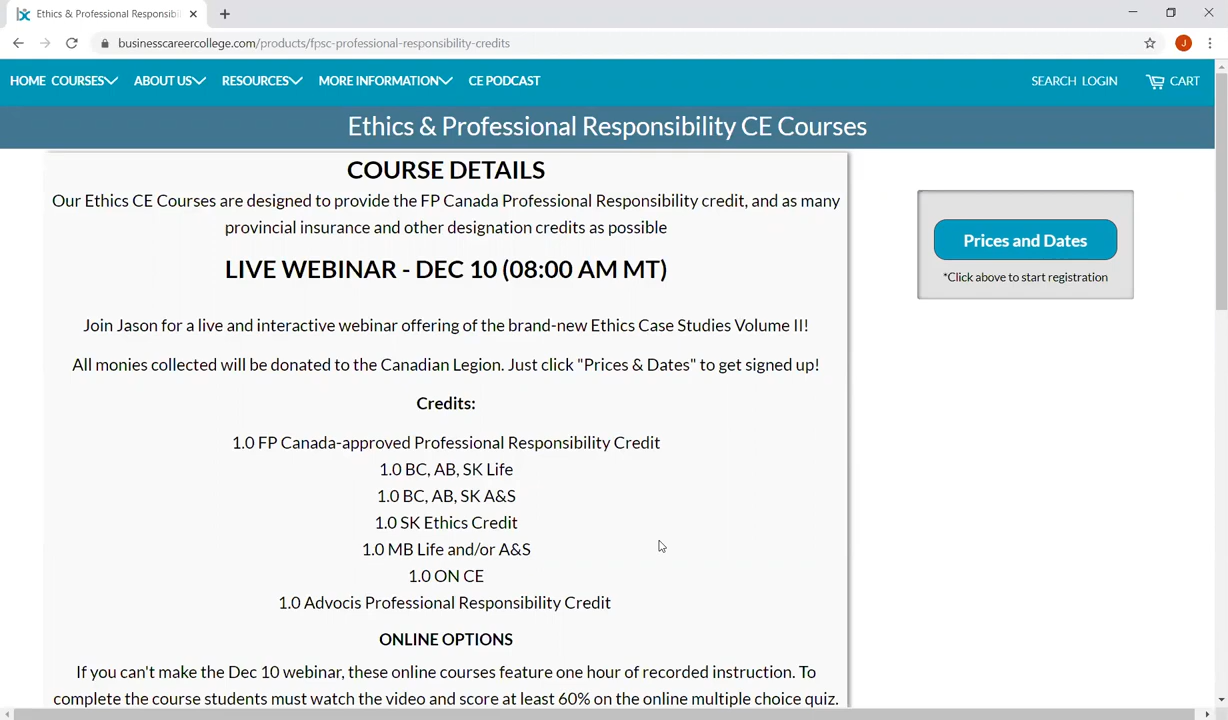 Ethics & Professional Responsibil
businesscareercollege.com/products/fpsc-professional-responsibility-credits
J
HOME COURSES ABOUT US RESOURCES MORE INFORMATION CE PODCAST SEARCH LOGIN CART
Ethics & Professional Responsibility CE Courses
COURSE DETAILS
Our Ethics CE Courses are designed to provide the FP Canada Professional Responsibility credit, and as many
provincial insurance and other designation credits as possible
Prices and Dates
*Click above to start registration
LIVE WEBINAR - DEC 10 (08:00 AM MT)
Join Jason for a live and interactive webinar offering of the brand-new Ethics Case Studies Volume II!
All monies collected will be donated to the Canadian Legion. Just click "Prices & Dates" to get signed up!
Credits:
1.0 FP Canada-approved Professional Responsibility Credit
1.0 BC, AB, SK Life
1.0 BC, AB, SK A&S
1.0 SK Ethics Credit
1.0 MB Life and/or A&S
1.0 ON CE
1.0 Advocis Professional Responsibility Credit
ONLINE OPTIONS
If you can't make the Dec 10 webinar, these online courses feature one hour of recorded instruction. To
complete the course students must watch the video and score at least 60% on the online multiple choice quiz.